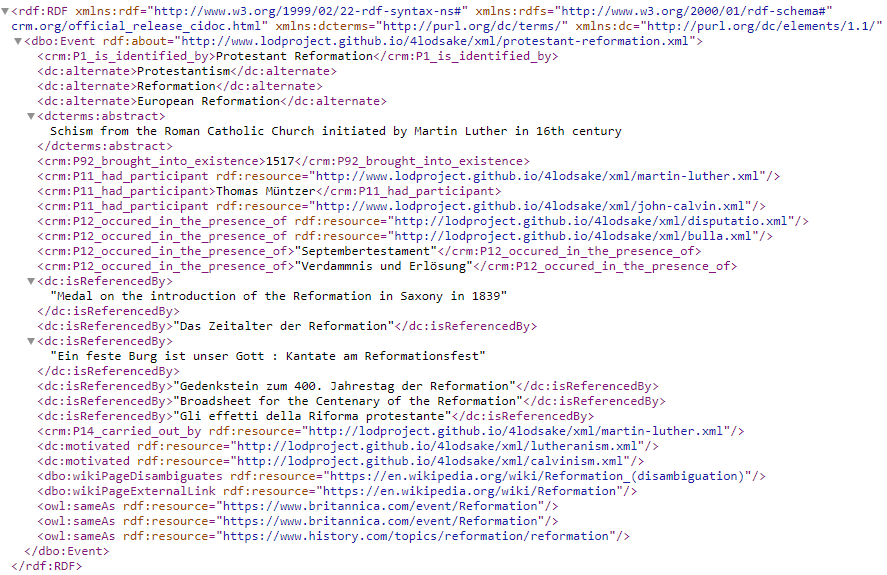 <rdf:RDF xmlns:rdf="http://www.w3.org/1999/02/22-rdf-syntax-ns#" xmlns:rdfs="http://www.w3.org/2000/01/rdf-schema#"
crm.org/official_release_cidoc.html" xmlns:dcterms="http://purl.org/dc/terms/" xmlns:dc="http://purl.org/dc/elements/1.1/"
<dbo:Event rdf:about="http://www.lodproject.github.io/4lodsake/xml/protestant-reformation.xml">
<crm:P1_is_identified_by>Protestant Reformation</crm:P1_is_identified_by>
<dc:alternate>Protestantism</dc:alternate>
<dc:alternate>Reformation</dc:alternate>
<dc:alternate>European Reformation</dc:alternate>
<dcterms:abstract>
Schism from the Roman Catholic Church initiated by Martin Luther in 16th century
</dcterms:abstract>
<crm:P92_brought_into_existence>1517</crm:P92_brought_into_existence>
<crm:P11_had_participant rdf:resource="http://www.lodproject.github.io/4lodsake/xml/martin-luther.xml"/>
<crm:P11_had_participant>Thomas Müntzer</crm:P11_had_participant>
<crm:P11_had_participant rdf:resource="http://www.lodproject.github.io/4lodsake/xml/john-calvin.xml"/>
<crm:P12_occured_in_the_presence_of rdf:resource="http://lodproject.github.io/4lodsake/xml/disputatio.xml"/>
<crm:P12_occured_in_the_presence_of rdf:resource="http://lodproject.github.io/4lodsake/xml/bulla.xml"/>
<crm:P12_occured_in_the_presence_of>"Septembertestament"</crm:P12_occured_in_the_presence_of>
<crm:P12_occured_in_the_presence_of>"Verdammnis und Erlösung"</crm:P12_occured_in_the_presence_of>
<dc:isReferencedBy>
"Medal on the introduction of the Reformation in Saxony in 1839"
</dc:isReferencedBy>
<dc:isReferencedBy>"Das Zeitalter der Reformation"</dc:isReferencedBy>
<dc:isReferencedBy>
"Ein feste Burg ist unser Gott : Kantate am Reformationsfest"
</dc:isReferencedBy>
<dc:isReferencedBy>"Gedenkstein zum 400. Jahrestag der Reformation"</dc:isReferencedBy>
<dc:isReferencedBy>"Broadsheet for the Centenary of the Reformation"</dc:isReferencedBy>
<dc:isReferencedBy>"Gli effetti della Riforma protestante"</dc:isReferencedBy>
<crm:P14_carried_out_by rdf:resource="http://lodproject.github.io/4lodsake/xml/martin-luther.xml"/>
<dc:motivated rdf:resource="http://lodproject.github.io/4lodsake/xml/lutheranism.xml"/>
<dc:motivated rdf:resource="http://lodproject.github.io/4lodsake/xml/calvinism.xml"/>
<dbo:wikiPageDisambiguates rdf:resource="https://en.wikipedia.org/wiki/Reformation_(disambiguation)"/>
<dbo:wikiPageExternalLink rdf:resource="https://en.wikipedia.org/wiki/Reformation"/>
<owl:sameAs rdf:resource="https://www.britannica.com/event/Reformation"/>
<owl:sameAs rdf:resource="https://www.britannica.com/event/Reformation"/>
<owl:sameAs rdf:resource="https://www.history.com/topics/reformation/reformation"/>
</dbo:Event>
</rdf:RDF>